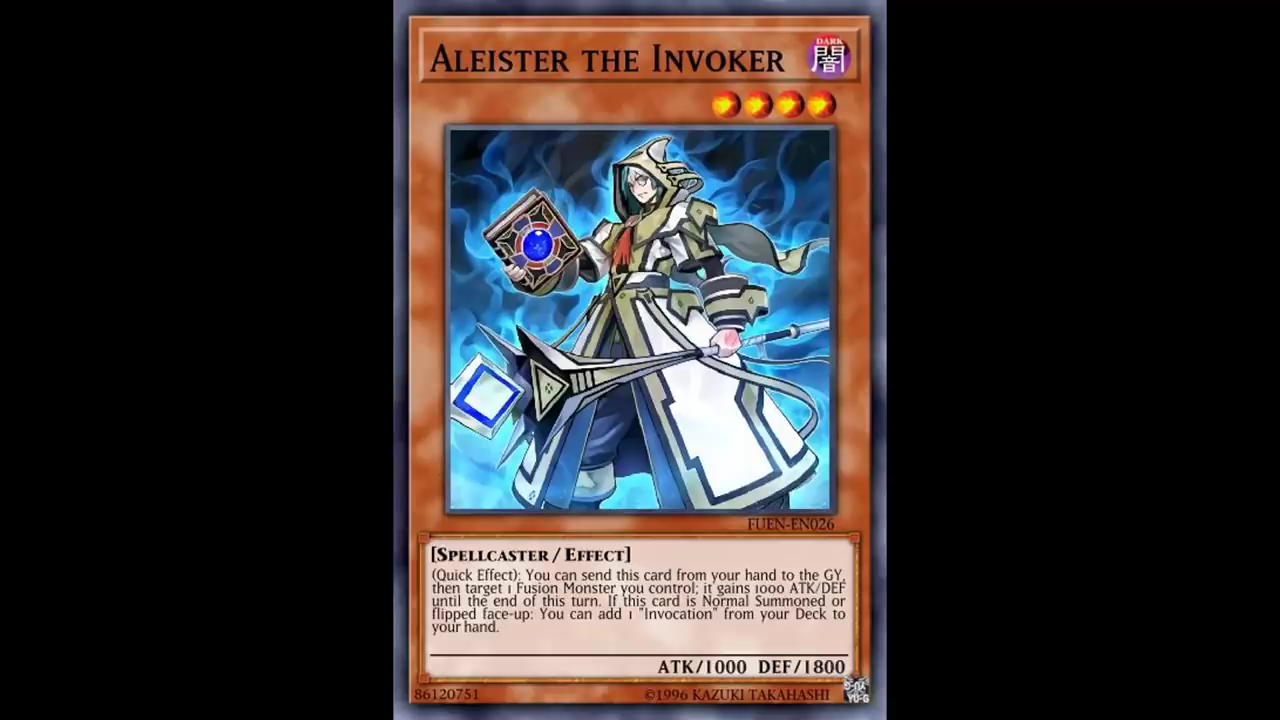 ALEISTER THE INVOKER
DARK
闇
FUEN-EN026
[SPELLCASTER / EFFECT]
(Quick Effect): You can send this card from your hand to the GY,
then target 1 Fusion Monster you control; it gains 1000 ATK/DEF
until the end of this turn. If this card is Normal Summoned or
flipped face-up: You can add 1 "Invocation" from your Deck to
your hand.
ATK/1000 DEF/1800
86120751
©1996 KAZUKI TAKAHASHI